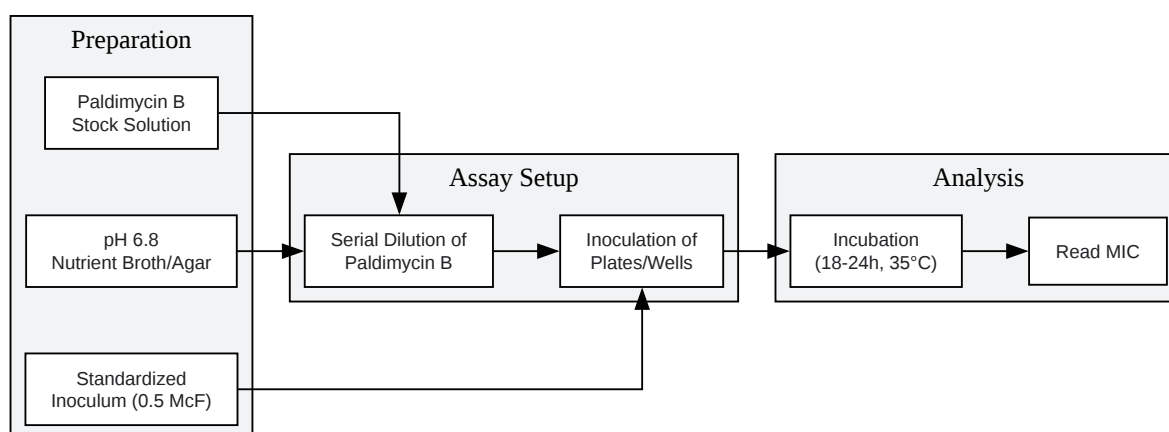 Preparation
Paldimycin B
Stock Solution
pH 6.8
Nutrient Broth/Agar
Standardized
Inoculum (0.5 McF)
Assay Setup
Serial Dilution of
Paldimycin B
Inoculation of
Plates/Wells
Analysis
Incubation
(18-24h, 35°C)
Read MIC